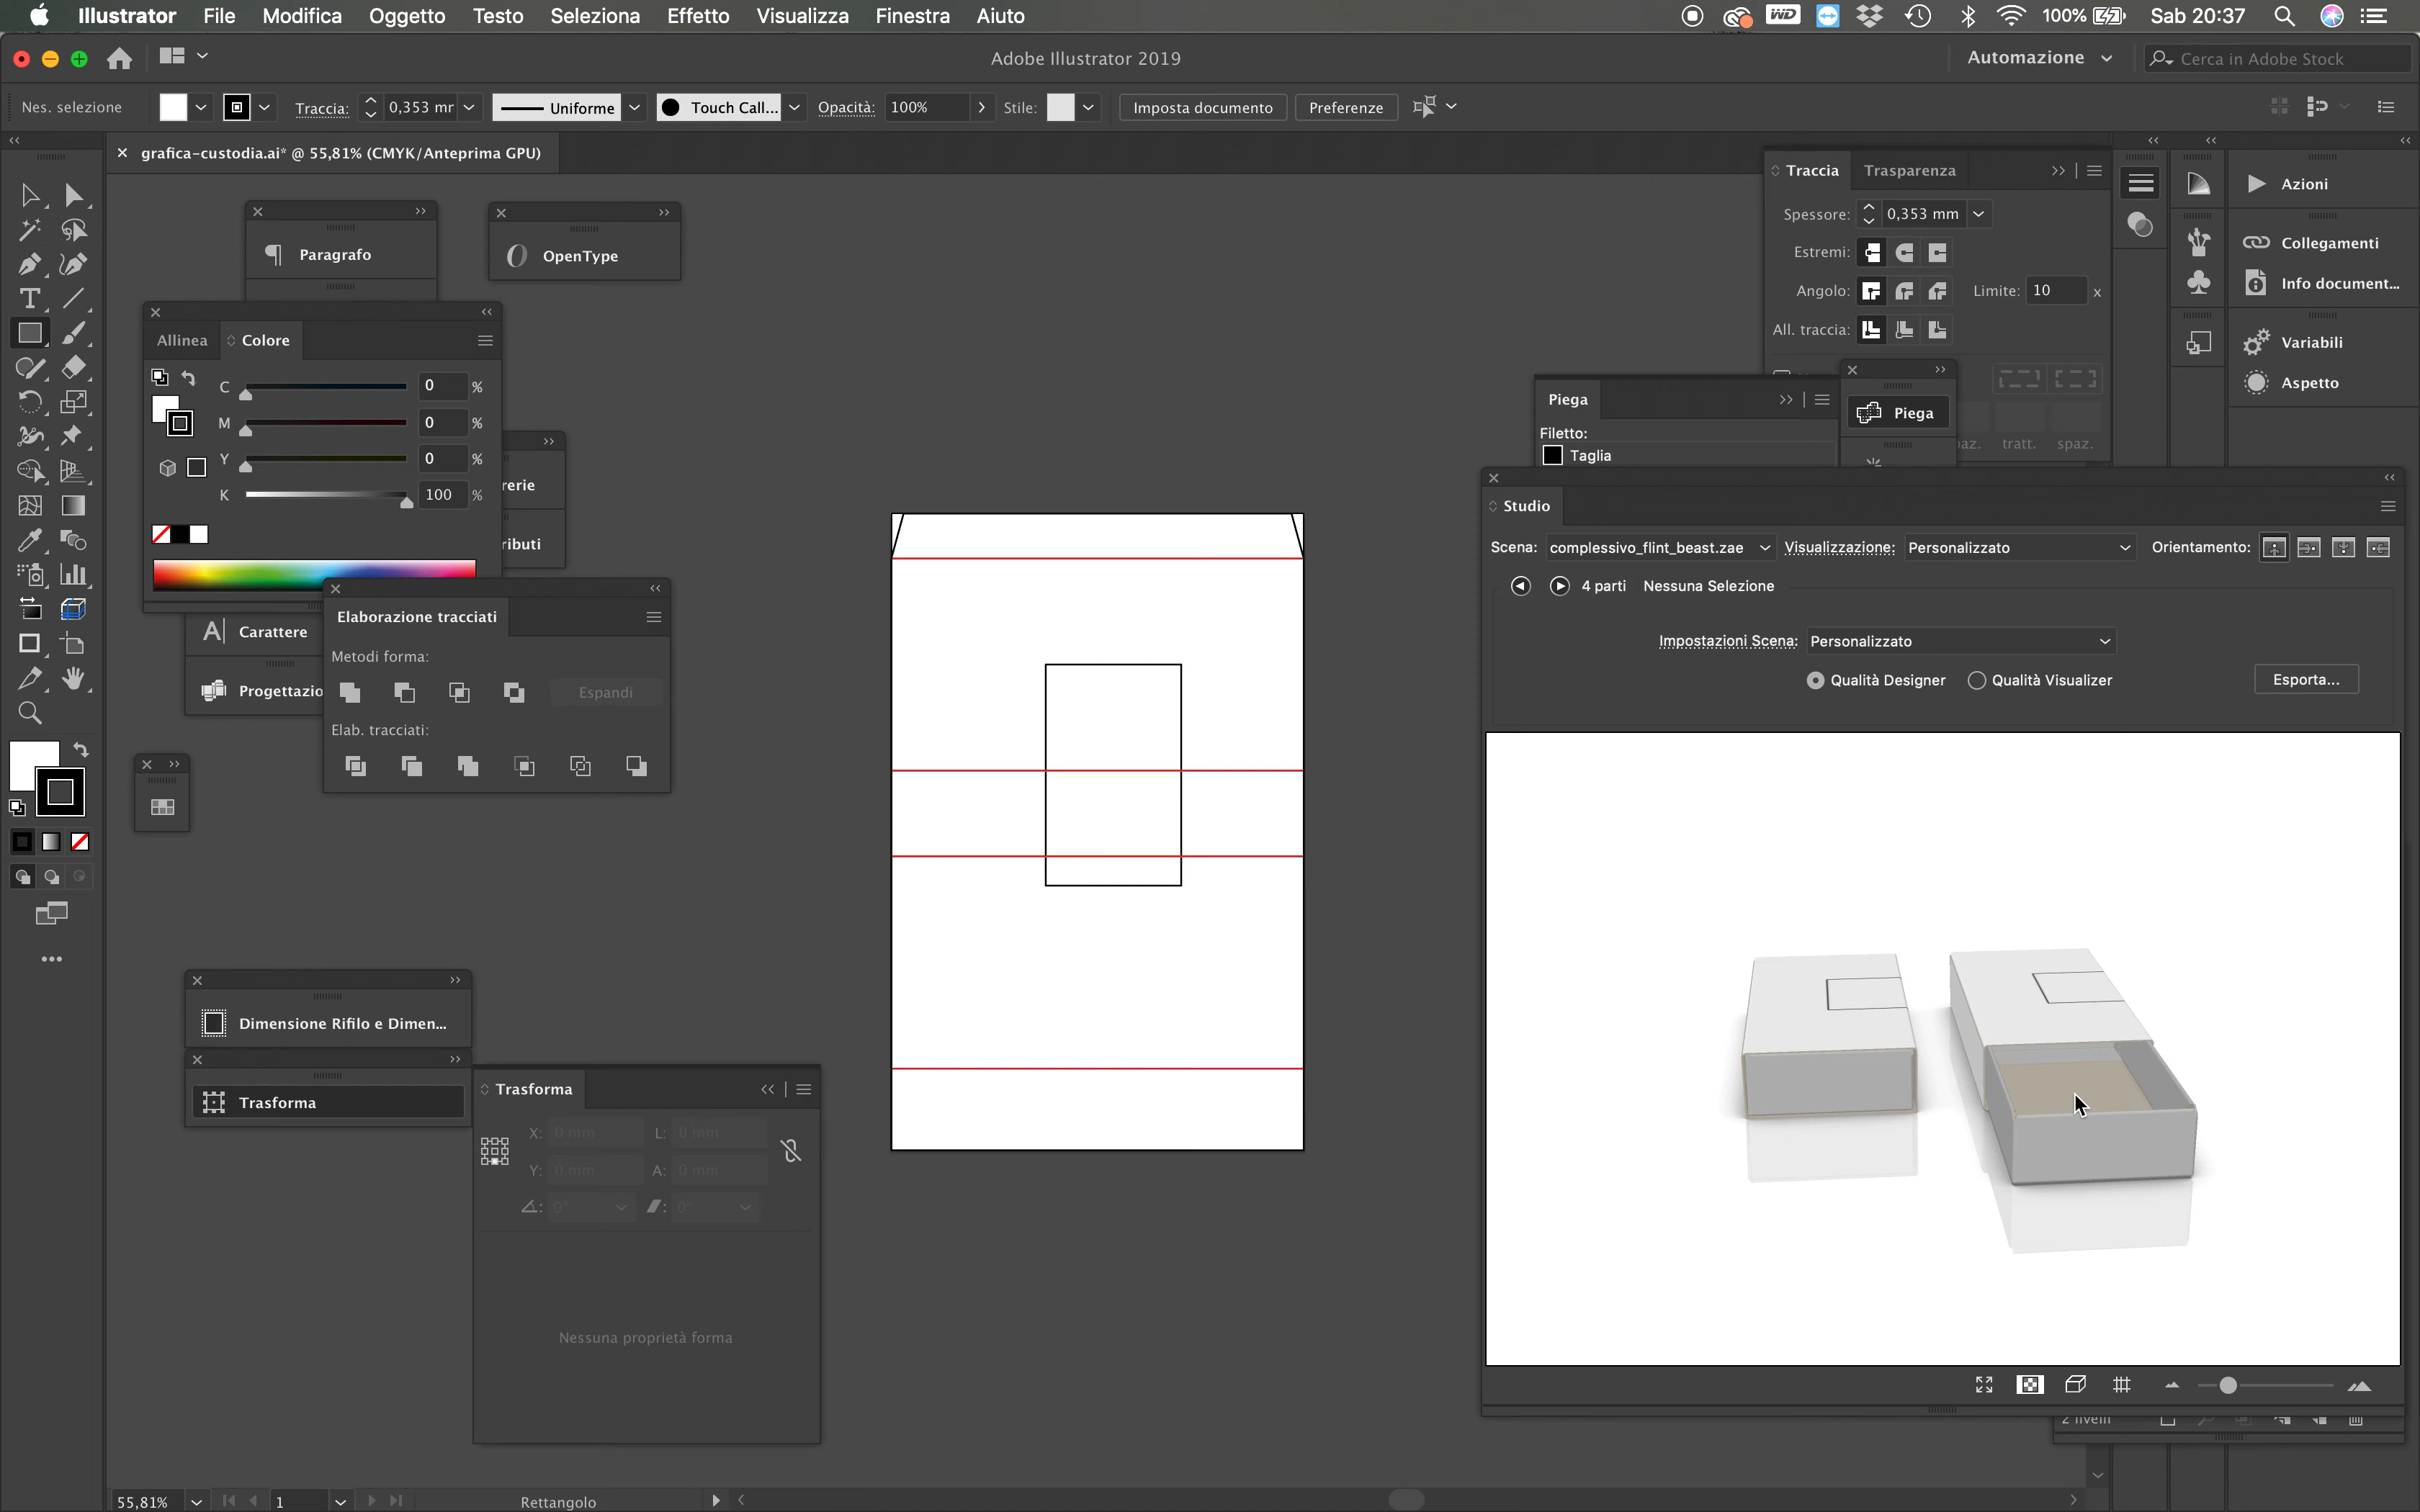 Illustrator File Modifica Oggetto Testo Seleziona Effetto Visualizza Finestra Aiuto
WD
100%
Sab 20:37
Adobe Illustrator 2019
Automazione
Cerca in Adobe Stock
Nes. selezione
Traccia:
0,353 mr
Uniforme
Touch Call...
Opacità:
100%
Stile:
Imposta documento
Preferenze
grafica-custodia.ai* @ 55,81% (CMYK/Anteprima GPU)
Paragrafo
OpenType
Allinea
Colore
C 0 %
M 0 %
Y 0 %
K 100 %
rerie
ributi
Carattere
Progettazio
Elaborazione tracciati
Metodi forma:
Espandi
Elab. tracciati:
Dimensione Rifilo e Dimen...
Trasforma
Trasforma
X: 0 mm L: 0 mm
Y: 0 mm A: 0 mm
0° 0°
Nessuna proprietà forma
Traccia
Trasparenza
Spessore: 0,353 mm
Estremi:
Angolo:
Limite: 10 x
All. traccia:
paz. tratt. spaz.
Piega
Filetto:
Taglia
Piega
Azioni
Collegamenti
Info document...
Variabili
Aspetto
Studio
Scena: complessivo_flint_beast.zae Visualizzazione: Personalizzato Orientamento:
4 parti Nessuna Selezione
Impostazioni Scena: Personalizzato
Qualità Designer Qualità Visualizer
Esporta...
2 livelli
55,81%
1
Rettangolo